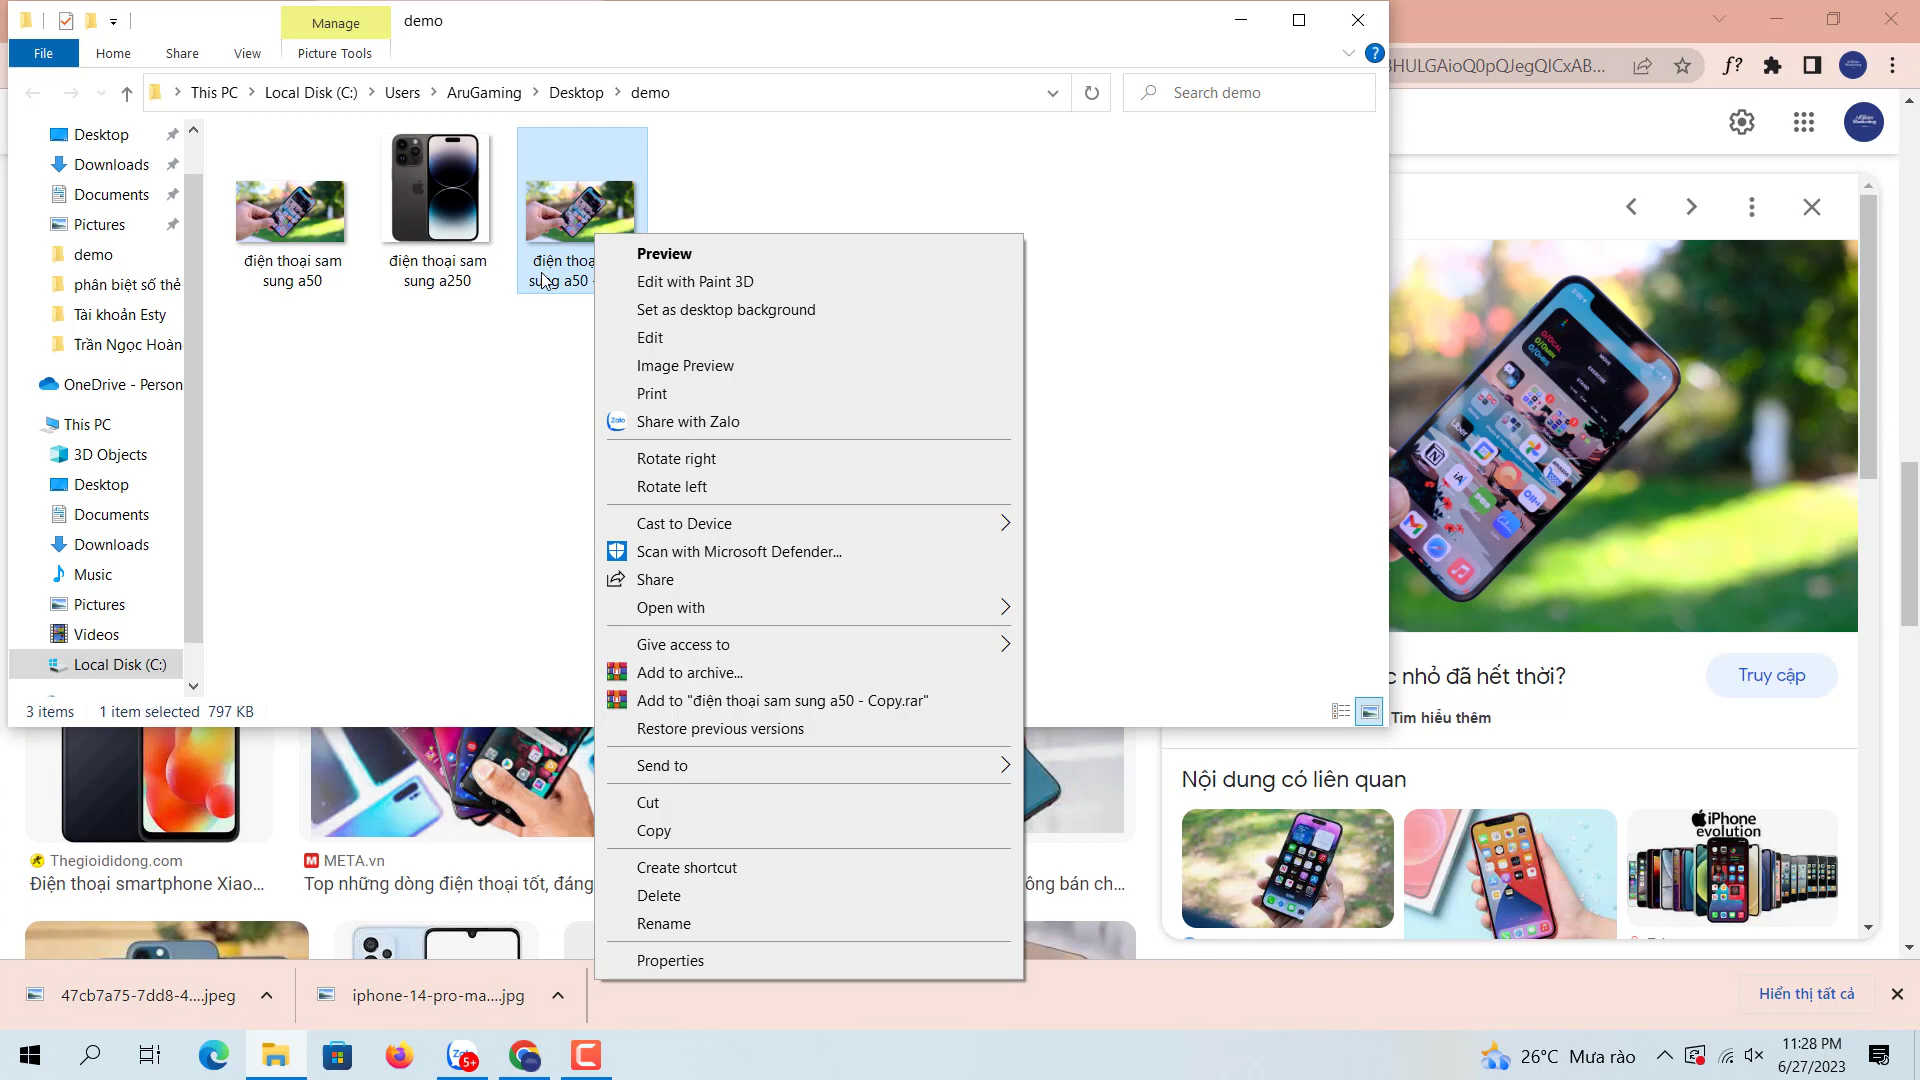 Manage
demo
File
Home
Share
View
Picture Tools
This PC
Local Disk (C:)
Users
AruGaming
Desktop
demo
Search demo
HULGAioQ0pQJegQICxAB...
f?
Desktop
Downloads
Documents
Pictures
demo
phân biệt số thẻ
Tài khoản Esty
Trần Ngọc Hoàn
OneDrive - Person
This PC
3D Objects
Desktop
Documents
Downloads
Music
Pictures
Videos
Local Disk (C:)
điện thoại sam
sung a50
điện thoại sam
sung a250
điện thoạ
sung a50 -
3 items
1 item selected 797 KB
Preview
Edit with Paint 3D
Set as desktop background
Edit
Image Preview
Print
Zalo
Share with Zalo
Rotate right
Rotate left
Cast to Device
Scan with Microsoft Defender...
Share
Open with
Give access to
Add to archive...
Add to "điện thoại sam sung a50 - Copy.rar"
Restore previous versions
Send to
Cut
Copy
Create shortcut
Delete
Rename
Properties
c nhỏ đã hết thời?
Truy cập
Tìm hiểu thêm
Nội dung có liên quan
iPhone
evolution
Thegioididong.com
Điện thoại smartphone Xiao...
META.vn
Top những dòng điện thoại tốt, đáng
ông bán ch...
47cb7a75-7dd8-4....jpeg
iphone-14-pro-ma....jpg
Hiển thị tất cả
5+
26°C Mưa rào
11:28 PM
6/27/2023